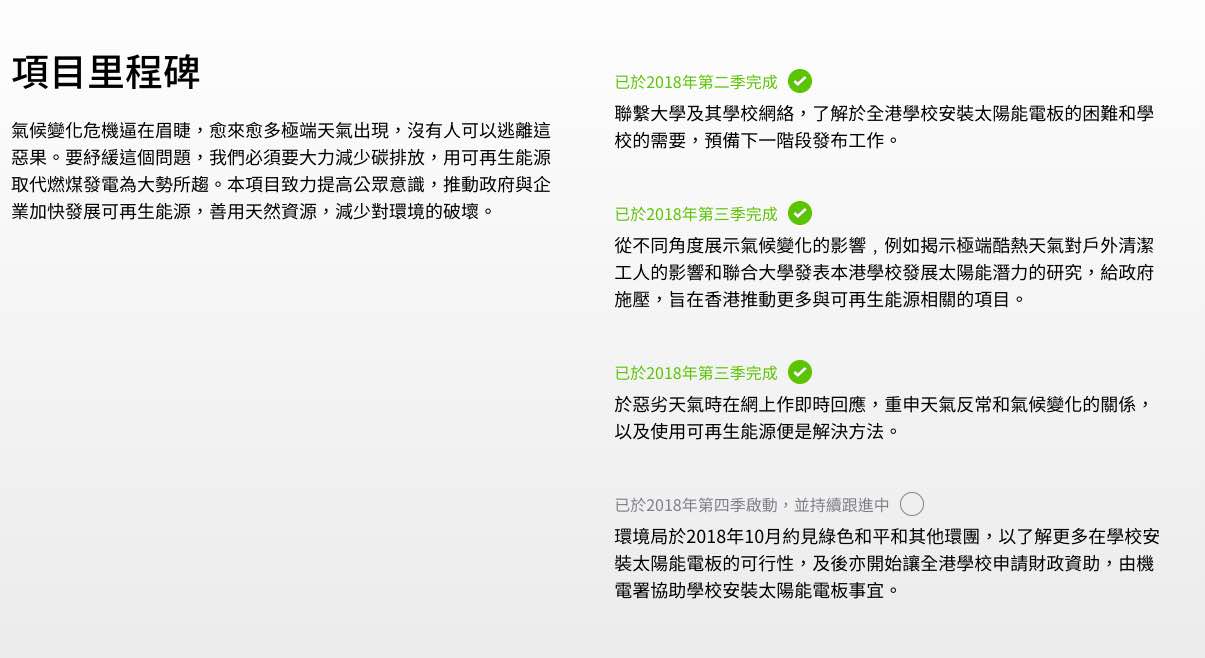 項目里程碑
氣候變化危機逼在眉睫，愈來愈多極端天氣出現，沒有人可以逃離這
惡果。要紓緩這個問題，我們必須要大力減少碳排放，用可再生能源
取代燃煤發電為大勢所趨。本項目致力提高公眾意識，推動政府與企
業加快發展可再生能源，善用天然資源，減少對環境的破壞。
已於2018年第二季完成
聯繫大學及其學校網絡，了解於全港學校安裝太陽能電板的困難和學
校的需要，預備下一階段發布工作。
已於2018年第三季完成
從不同角度展示氣候變化的影響﹐例如揭示極端酷熱天氣對戶外清潔
工人的影響和聯合大學發表本港學校發展太陽能潛力的研究，給政府
施壓，旨在香港推動更多與可再生能源相關的項目。
已於2018年第三季完成
於惡劣天氣時在網上作即時回應，重申天氣反常和氣候變化的關係，
以及使用可再生能源便是解決方法。
已於2018年第四季啟動，並持續跟進中
環境局於2018年10月約見綠色和平和其他環團，以了解更多在學校安
裝太陽能電板的可行性，及後亦開始讓全港學校申請財政資助，由機
電署協助學校安裝太陽能電板事宜。